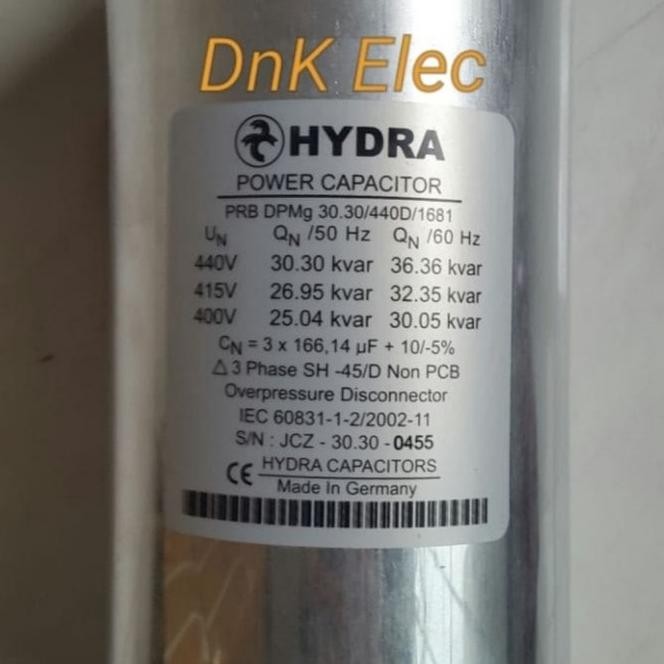 DnK Elec
HYDRA
POWER CAPACITOR
PRB DPMg 30.30/440D/1681
UN QN /50 Hz QN /60 Hz
440V 30.30 kvar 36.36 kvar
415V 26.95 kvar 32.35 kvar
400V 25.04 kvar 30.05 kvar
CN = 3 x 166,14 µF + 10/-5%
△ 3 Phase SH -45/D Non PCB
Overpressure Disconnector
IEC 60831-1-2/2002-11
S/N : JCZ - 30.30 - 0455
CE HYDRA CAPACITORS
Made In Germany